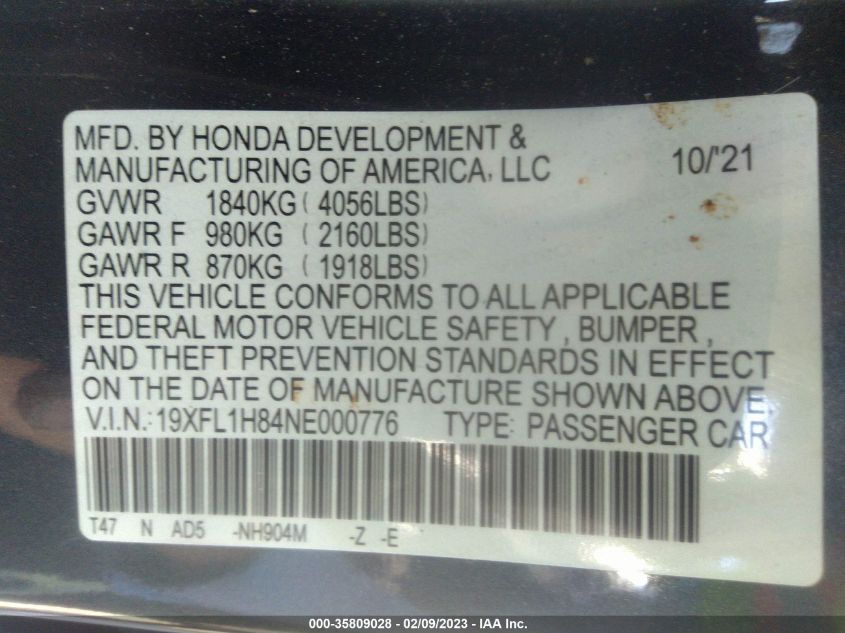 MFD. BY HONDA DEVELOPMENT &
MANUFACTURING OF AMERICA, LLC 10/'21
GVWR 1840KG ( 4056LBS)
GAWR F 980KG ( 2160LBS)
GAWR R 870KG ( 1918LBS)
THIS VEHICLE CONFORMS TO ALL APPLICABLE
FEDERAL MOTOR VEHICLE SAFETY , BUMPER ,
AND THEFT PREVENTION STANDARDS IN EFFECT
ON THE DATE OF MANUFACTURE SHOWN ABOVE.
V.I.N.: 19XFL1H84NE000776 TYPE: PASSENGER CAR
T47 N AD5 -NH904M -Z -E
000-35809028 - 02/09/2023 - IAA Inc.